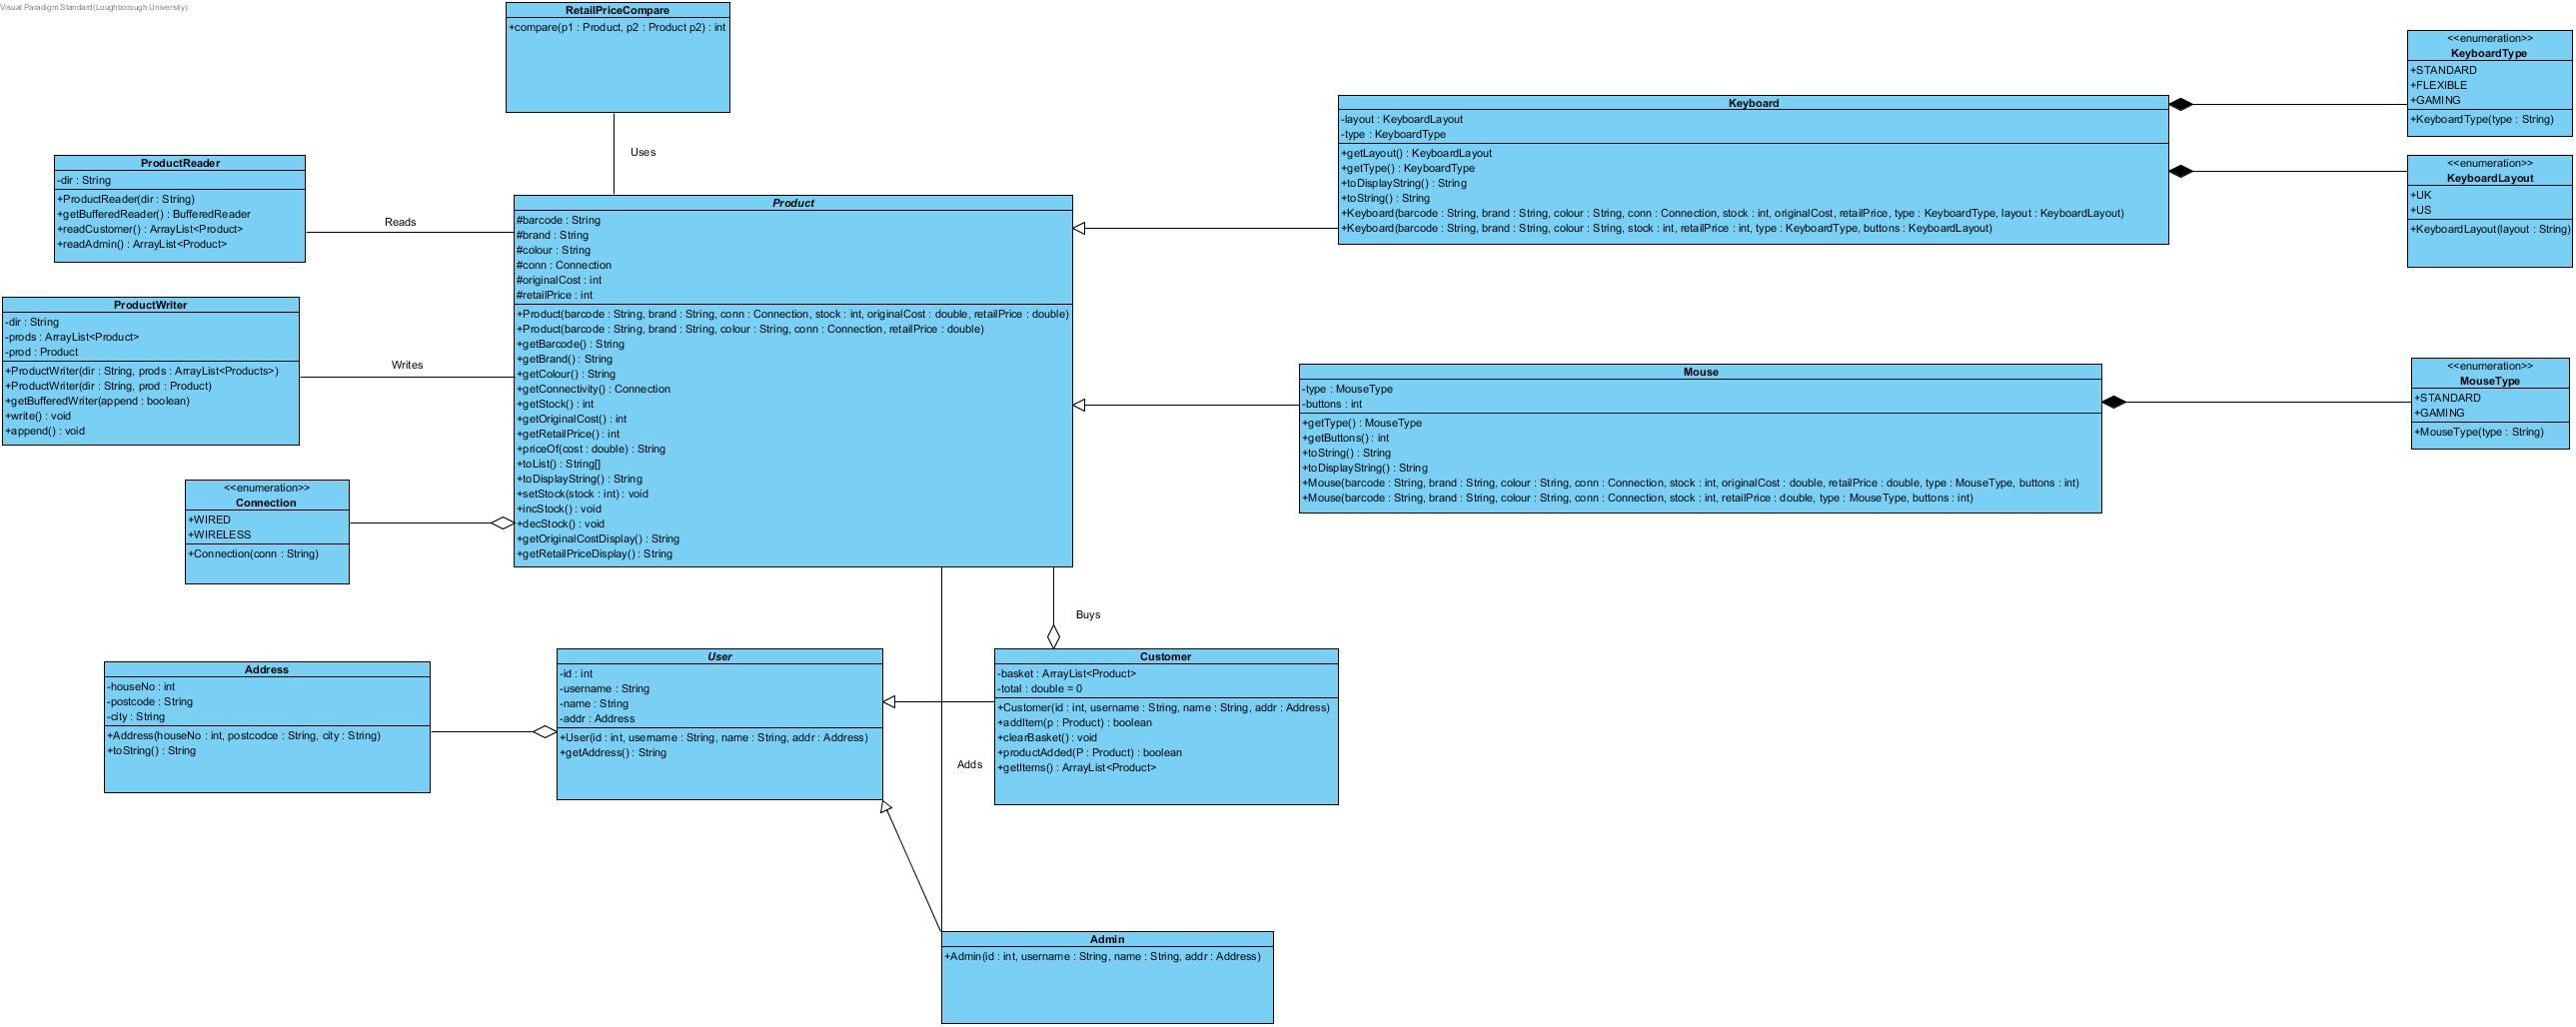 Visual Paradigm Standard(Loughborough University)
RetailPriceCompare
+compare(p1 : Product, p2 : Product p2) : int
Uses
ProductReader
-dir : String
+ProductReader(dir : String)
+getBufferedReader() : BufferedReader
+readCustomer() : ArrayList<Product>
+readAdmin() : ArrayList<Product>
Reads
ProductWriter
-dir : String
-prods : ArrayList<Product>
-prod : Product
+ProductWriter(dir : String, prods : ArrayList<Products>)
+ProductWriter(dir : String, prod : Product)
+getBufferedWriter(append : boolean)
+write() : void
+append() : void
Writes
<<enumeration>>
Connection
+WIRED
+WIRELESS
+Connection(conn : String)
Product
#barcode : String
#brand : String
#colour : String
#conn : Connection
#originalCost : int
#retailPrice : int
+Product(barcode : String, brand : String, conn : Connection, stock : int, originalCost : double, retailPrice : double)
+Product(barcode : String, brand : String, colour : String, conn : Connection, retailPrice : double)
+getBarcode() : String
+getBrand() : String
+getColour() : String
+getConnectivity() : Connection
+getStock() : int
+getOriginalCost() : int
+getRetailPrice() : int
+priceOf(cost : double) : String
+toList() : String[]
+toDisplayString() : String
+setStock(stock : int) : void
+incStock() : void
+decStock() : void
+getOriginalCostDisplay() : String
+getRetailPriceDisplay() : String
Keyboard
-layout : KeyboardLayout
-type : KeyboardType
+getLayout() : KeyboardLayout
+getType() : KeyboardType
+toDisplayString() : String
+toString() : String
+Keyboard(barcode : String, brand : String, colour : String, conn : Connection, stock : int, originalCost, retailPrice, type : KeyboardType, layout : KeyboardLayout)
+Keyboard(barcode : String, brand : String, colour : String, stock : int, retailPrice : int, type : KeyboardType, buttons : KeyboardLayout)
<<enumeration>>
KeyboardType
+STANDARD
+FLEXIBLE
+GAMING
+KeyboardType(type : String)
<<enumeration>>
KeyboardLayout
+UK
+US
+KeyboardLayout(layout : String)
Mouse
-type : MouseType
-buttons : int
+getType() : MouseType
+getButtons() : int
+toString() : String
+toDisplayString() : String
+Mouse(barcode : String, brand : String, colour : String, conn : Connection, stock : int, originalCost : double, retailPrice : double, type : MouseType, buttons : int)
+Mouse(barcode : String, brand : String, colour : String, conn : Connection, stock : int, retailPrice : double, type : MouseType, buttons : int)
<<enumeration>>
MouseType
+STANDARD
+GAMING
+MouseType(type : String)
Buys
Address
-houseNo : int
-postcode : String
-city : String
+Address(houseNo : int, postcodce : String, city : String)
+toString() : String
User
-id : int
-username : String
-name : String
-addr : Address
+User(id : int, username : String, name : String, addr : Address)
+getAddress() : String
Customer
-basket : ArrayList<Product>
-total : double = 0
+Customer(id : int, username : String, name : String, addr : Address)
+addItem(p : Product) : boolean
+clearBasket() : void
+productAdded(P : Product) : boolean
+getItems() : ArrayList<Product>
Adds
Admin
+Admin(id : int, username : String, name : String, addr : Address)